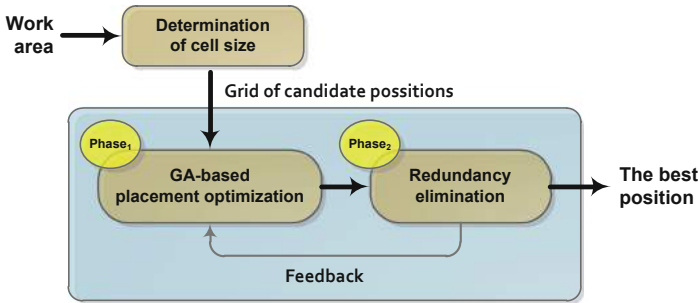 Work
area
Determination
of cell size
Grid of candidate possitions
Phase1
GA-based
placement optimization
Phase2
Redundancy
elimination
The best
position
Feedback